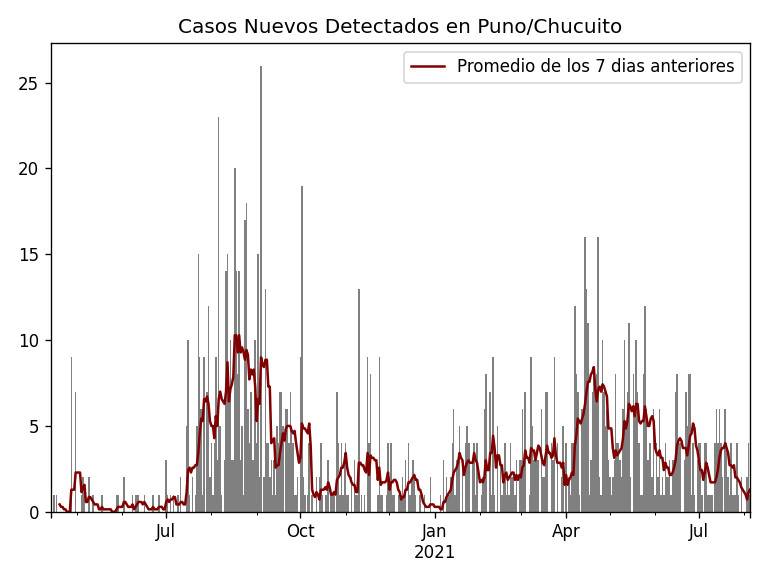 Casos Nuevos Detectados en Puno/Chucuito
Promedio de los 7 dias anteriores
25
20
15
10
5
0
Jul
Oct
Jan
2021
Apr
Jul